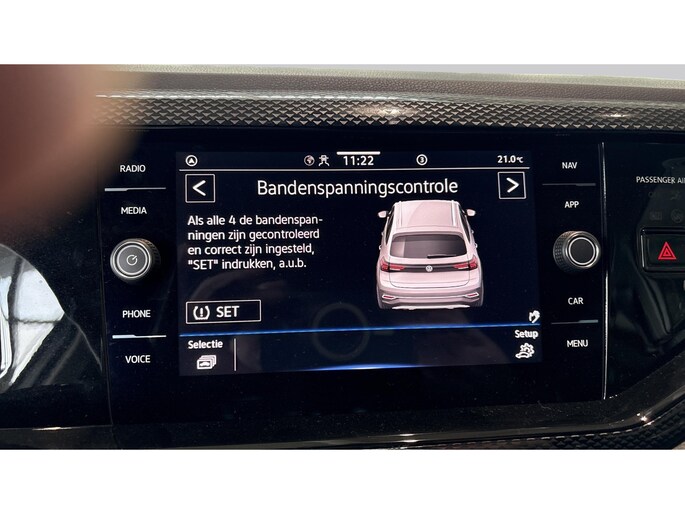 RADIO
MEDIA
PHONE
VOICE
11:22
3
21.0°C
Bandenspanningscontrole
Als alle 4 de bandenspan-
ningen zijn gecontroleerd
en correct zijn ingesteld,
"SET" indrukken, a.u.b.
SET
Selectie
Setup
NAV
APP
CAR
MENU
PASSENGER AI